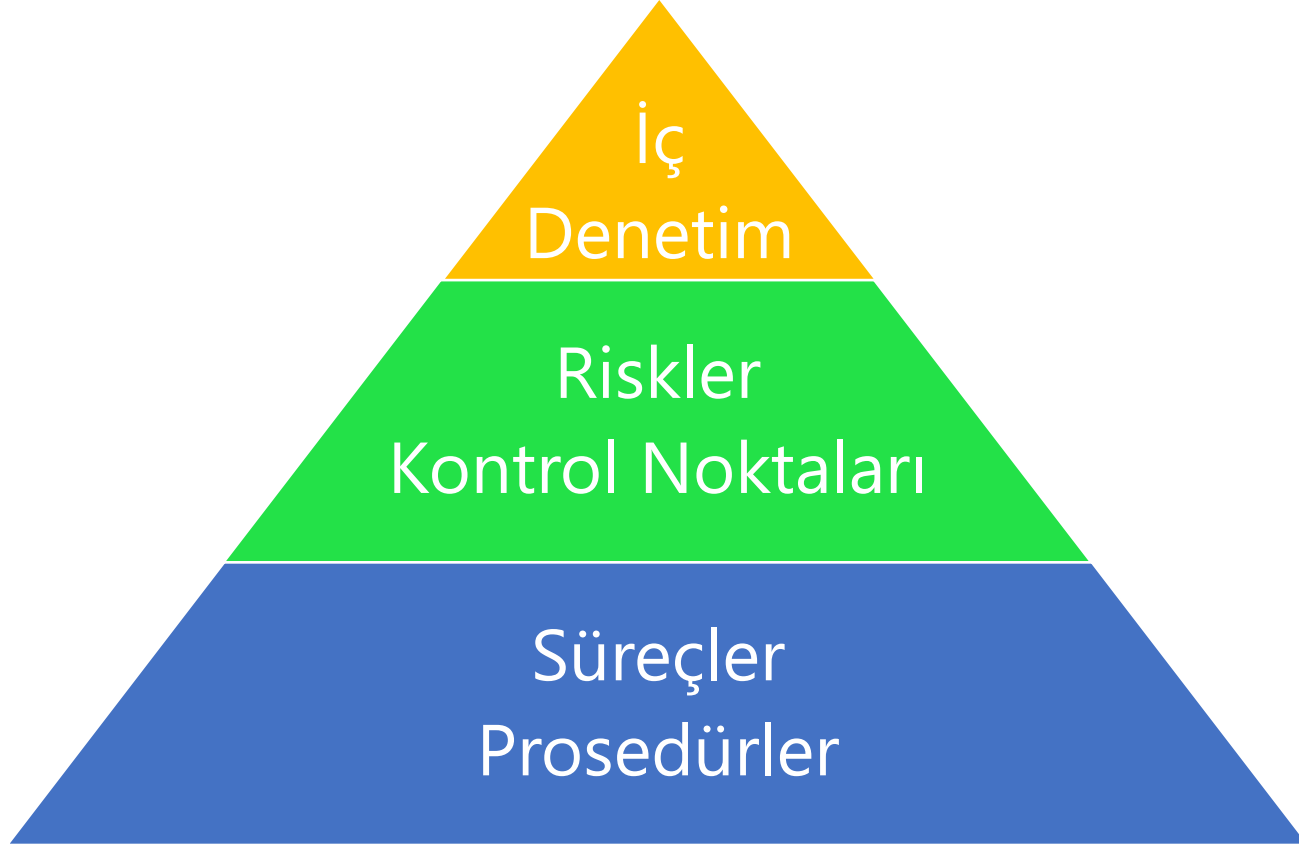 İç
Denetim
Riskler
Kontrol Noktaları
Süreçler
Prosedürler